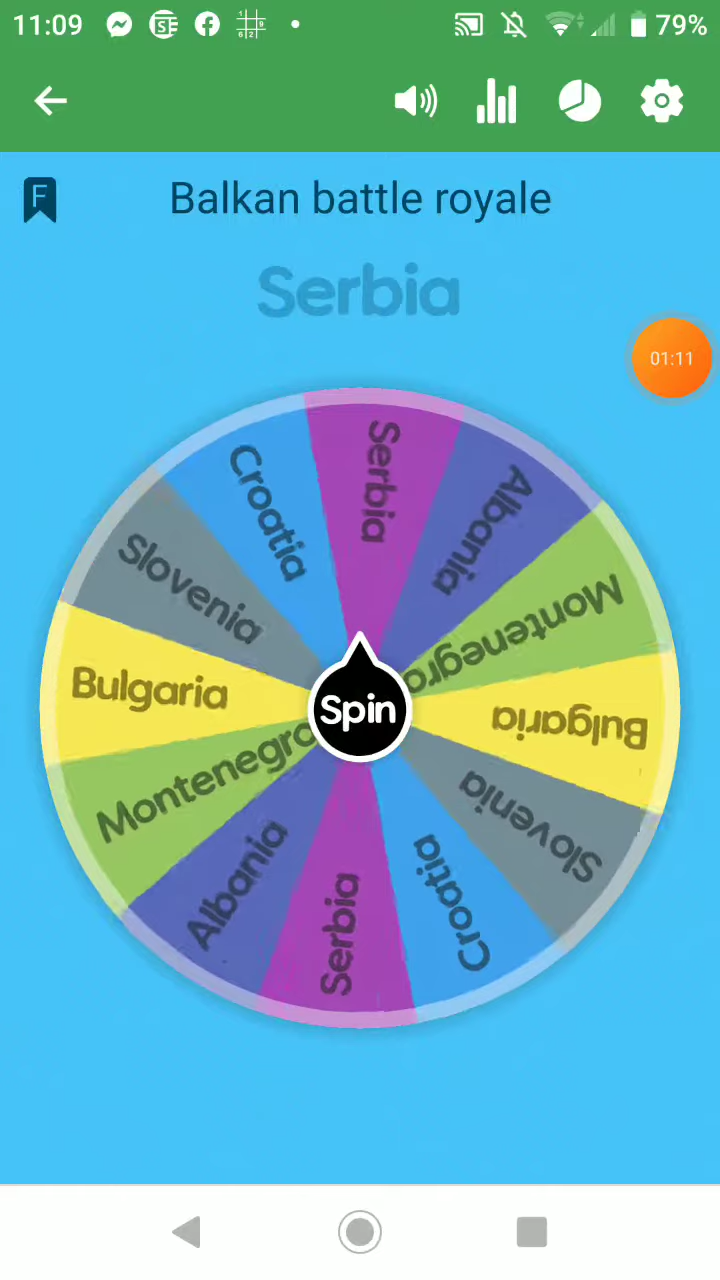 11:09
79%
F
Balkan battle royale
Serbia
01:11
Serbia
Albania
Montenegro
Bulgaria
Slovenia
Croatia
Serbia
Albania
Montenegro
Bulgaria
Slovenia
Croatia
Spin